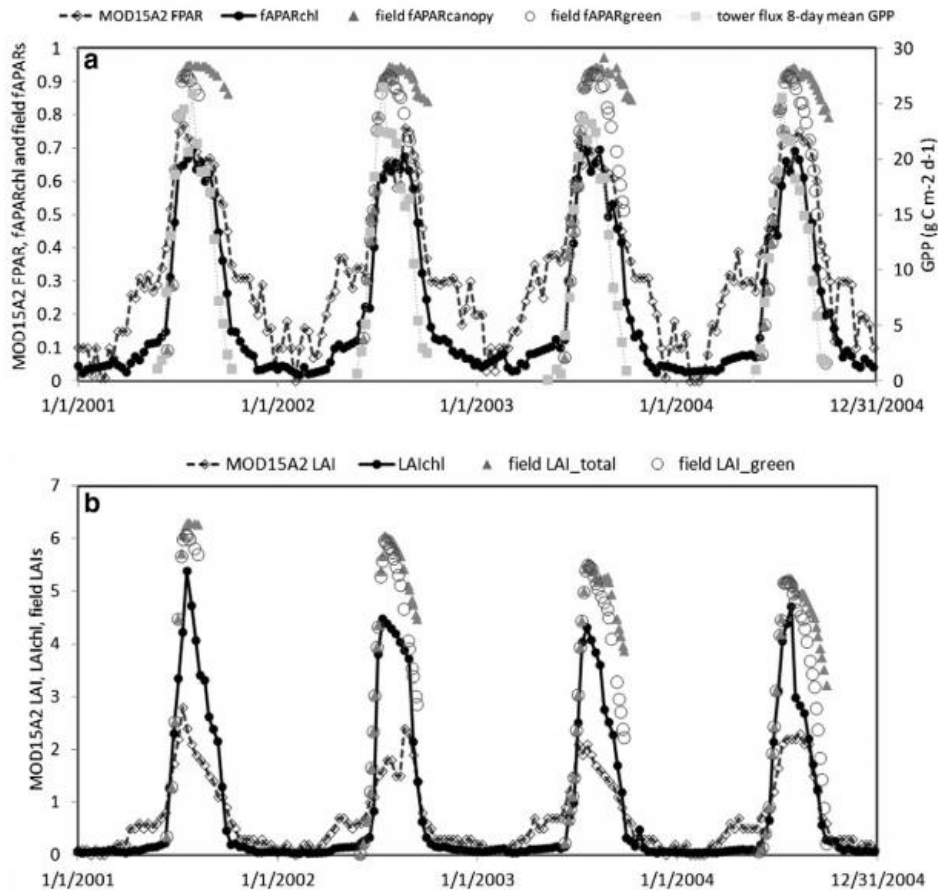 MOD15A2 FPAR fAPARchl field fAPARcanopy field fAPARgreen tower flux 8-day mean GPP
a
MOD15A2 FPAR, fAPARchl and field fAPARs
1
0.9
0.8
0.7
0.6
0.5
0.4
0.3
0.2
0.1
0
30
25
20
15
10
5
0
GPP (g C m-2 d-1)
1/1/2001 1/1/2002 1/1/2003 1/1/2004 12/31/2004
MOD15A2 LAI LAIchl field LAI_total field LAI_green
b
MOD15A2 LAI, LAIchl, field LAIs
7
6
5
4
3
2
1
0
1/1/2001 1/1/2002 1/1/2003 1/1/2004 12/31/2004